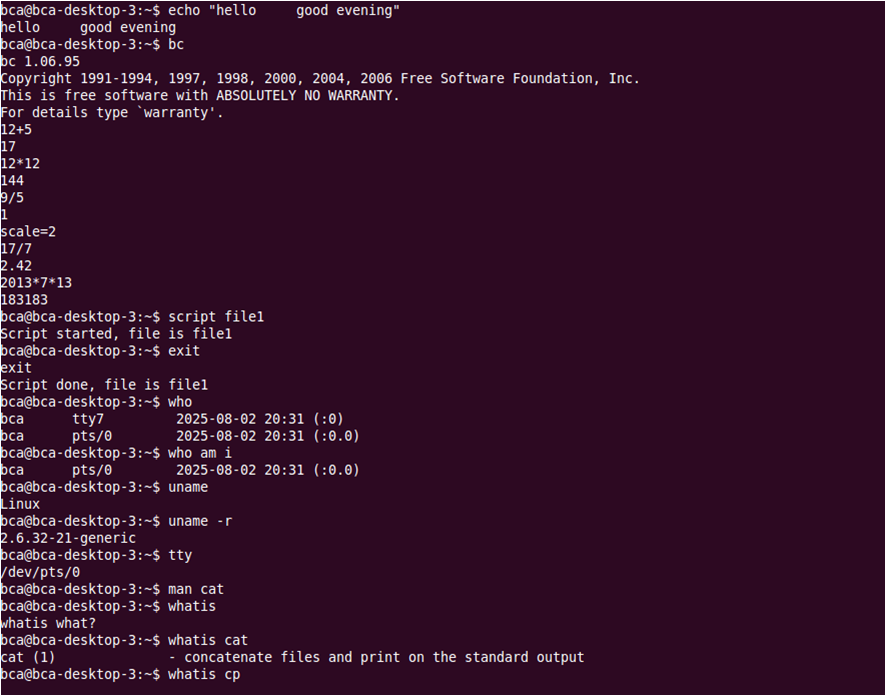 bca@bca-desktop-3:~$ echo "hello     good evening"
hello     good evening
bca@bca-desktop-3:~$ bc
bc 1.06.95
Copyright 1991-1994, 1997, 1998, 2000, 2004, 2006 Free Software Foundation, Inc.
This is free software with ABSOLUTELY NO WARRANTY.
For details type `warranty'.
12+5
17
12*12
144
9/5
1
scale=2
17/7
2.42
2013*7*13
183183
bca@bca-desktop-3:~$ script file1
Script started, file is file1
bca@bca-desktop-3:~$ exit
exit
Script done, file is file1
bca@bca-desktop-3:~$ who
bca      tty7         2025-08-02 20:31 (:0)
bca      pts/0        2025-08-02 20:31 (:0.0)
bca@bca-desktop-3:~$ who am i
bca      pts/0        2025-08-02 20:31 (:0.0)
bca@bca-desktop-3:~$ uname
Linux
bca@bca-desktop-3:~$ uname -r
2.6.32-21-generic
bca@bca-desktop-3:~$ tty
/dev/pts/0
bca@bca-desktop-3:~$ man cat
bca@bca-desktop-3:~$ whatis
whatis what?
bca@bca-desktop-3:~$ whatis cat
cat (1)              - concatenate files and print on the standard output
bca@bca-desktop-3:~$ whatis cp